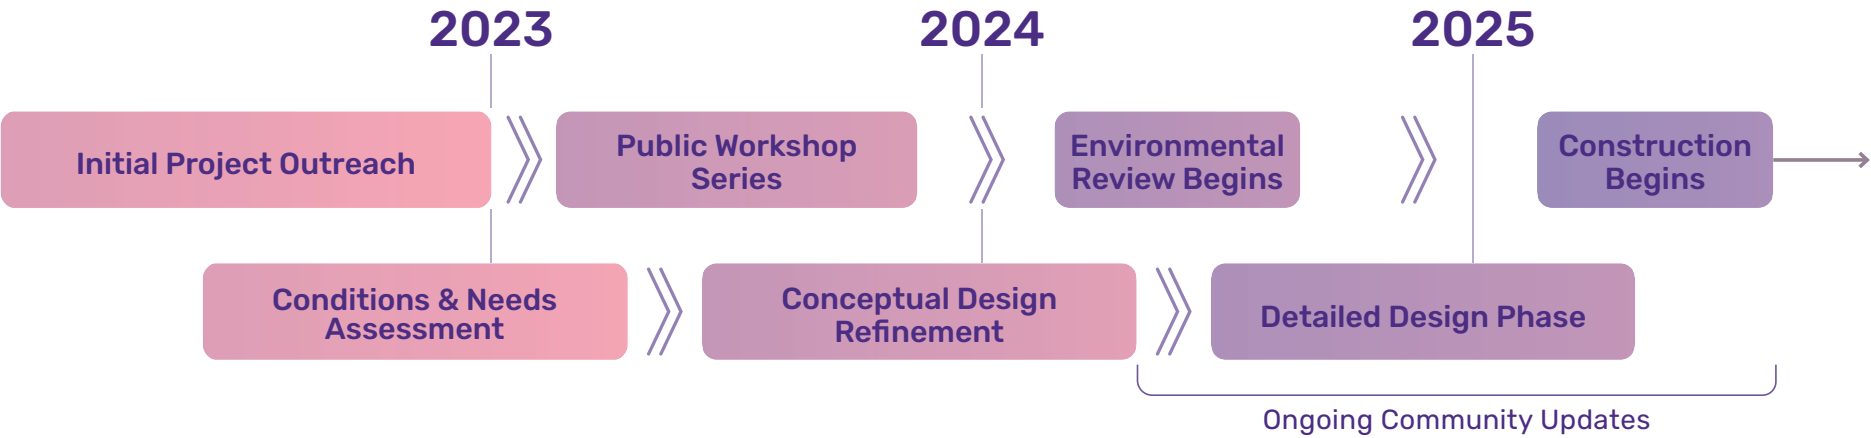 2023
2024
2025
Initial Project Outreach
Public Workshop
Series
Environmental
Review Begins
Construction
Begins
Conditions & Needs
Assessment
Conceptual Design
Refinement
Detailed Design Phase
Ongoing Community Updates